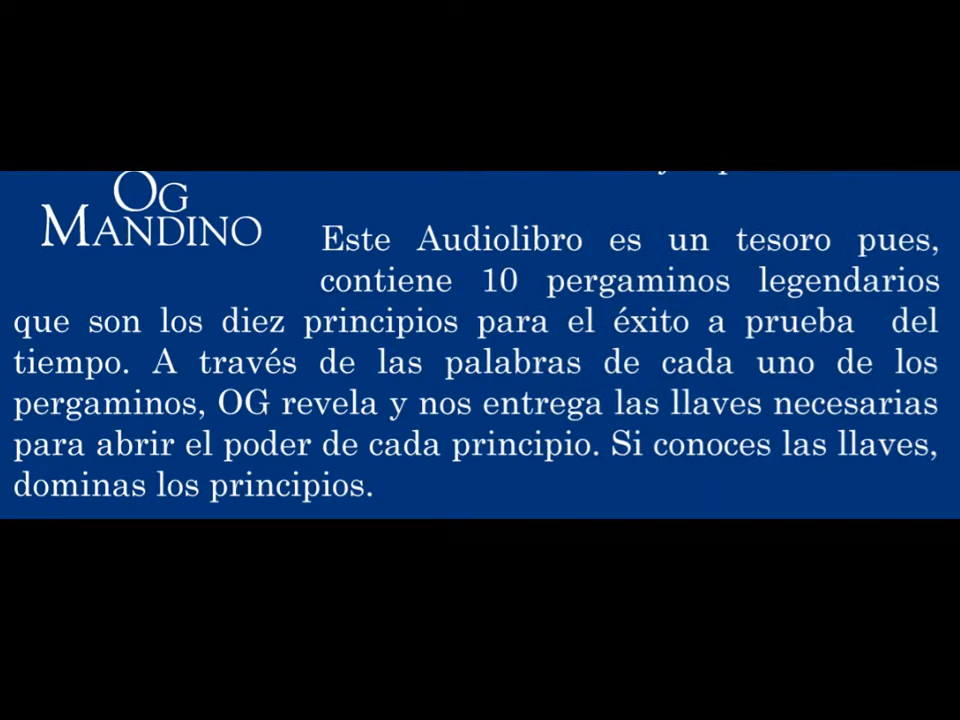 OG
MANDINO
Este Audiolibro es un tesoro pues,
contiene 10 pergaminos legendarios
que son los diez principios para el éxito a prueba del
tiempo. A través de las palabras de cada uno de los
pergaminos, OG revela y nos entrega las llaves necesarias
para abrir el poder de cada principio. Si conoces las llaves,
dominas los principios.